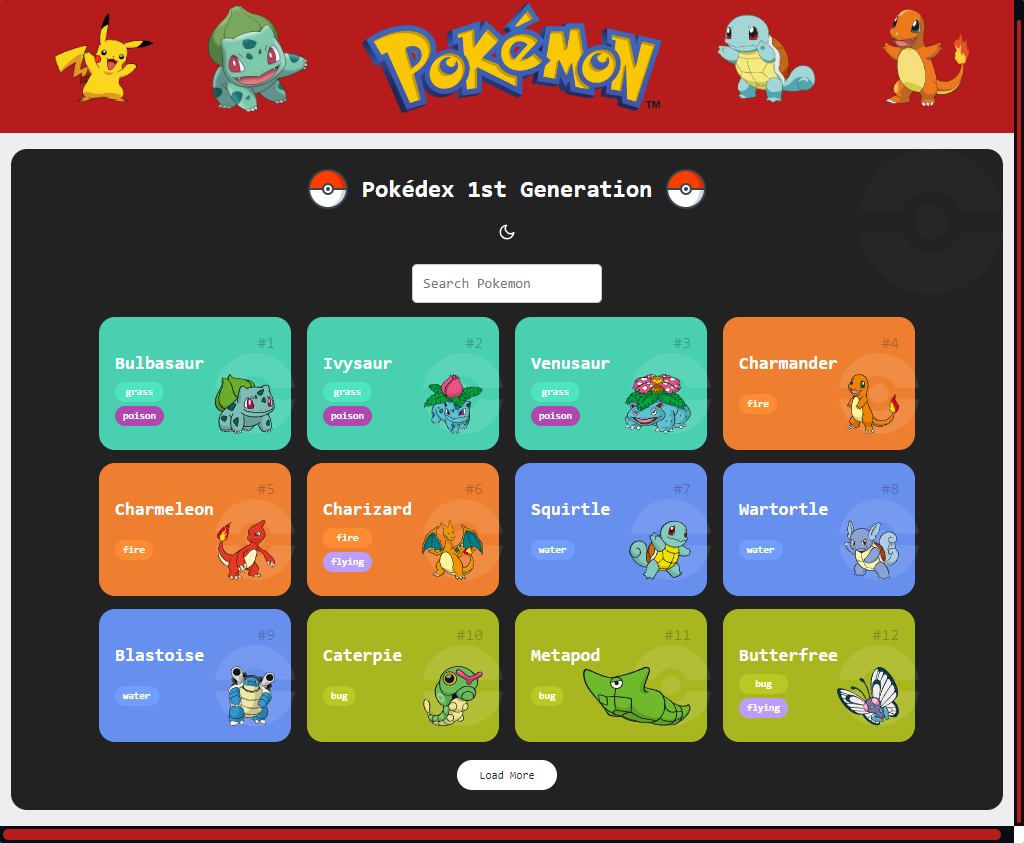 Pokémon TM
Pokédex 1st Generation
Search Pokemon
#1
Bulbasaur
grass
poison
#2
Ivysaur
grass
poison
#3
Venusaur
grass
poison
#4
Charmander
fire
#5
Charmeleon
fire
#6
Charizard
fire
flying
#7
Squirtle
water
#8
Wartortle
water
#9
Blastoise
water
#10
Caterpie
bug
#11
Metapod
bug
#12
Butterfree
bug
flying
Load More